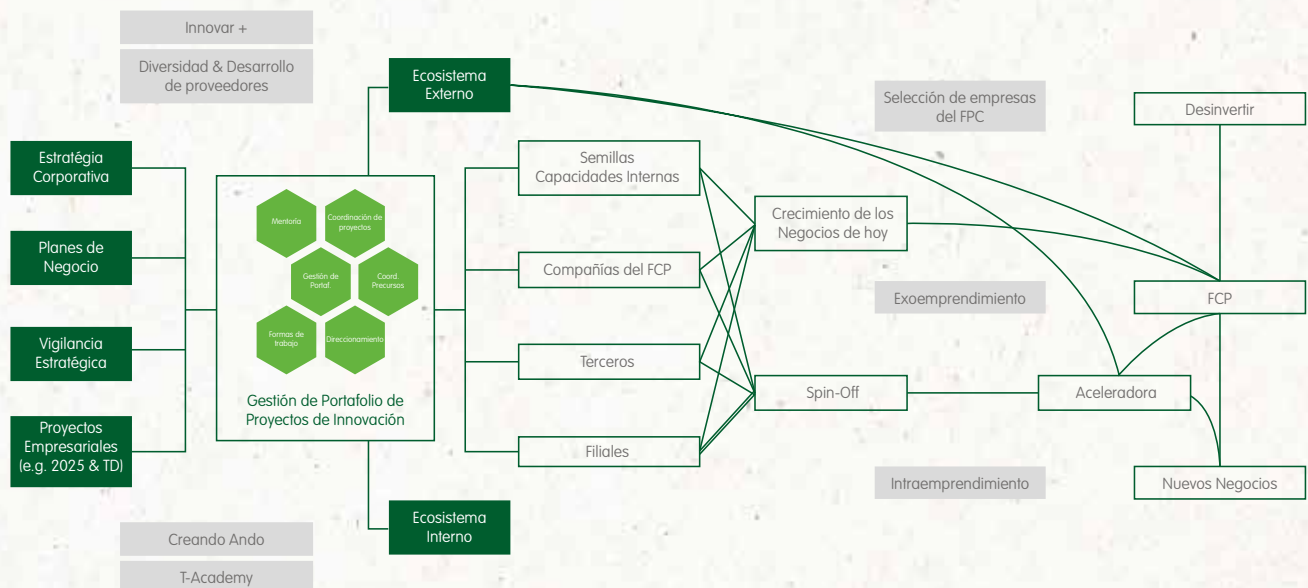 Innovar +
Diversidad & Desarrollo
de proveedores
Ecosistema
Externo
Estratégia
Corporativa
Planes de
Negocio
Vigilancia
Estratégica
Proyectos
Empresariales
(e.g. 2025 & TD)
Mentoría
Coordinación de
proyectos
Gestión de
Portaf.
Coord.
Precursos
Formas de
trabajo
Direccionamiento
Gestión de Portafolio de
Proyectos de Innovación
Ecosistema
Interno
Creando Ando
T-Academy
Semillas
Capacidades Internas
Compañías del FCP
Terceros
Filiales
Crecimiento de los
Negocios de hoy
Spin-Off
Selección de empresas
del FPC
Exoemprendimiento
Intraemprendimiento
Aceleradora
Desinvertir
FCP
Nuevos Negocios